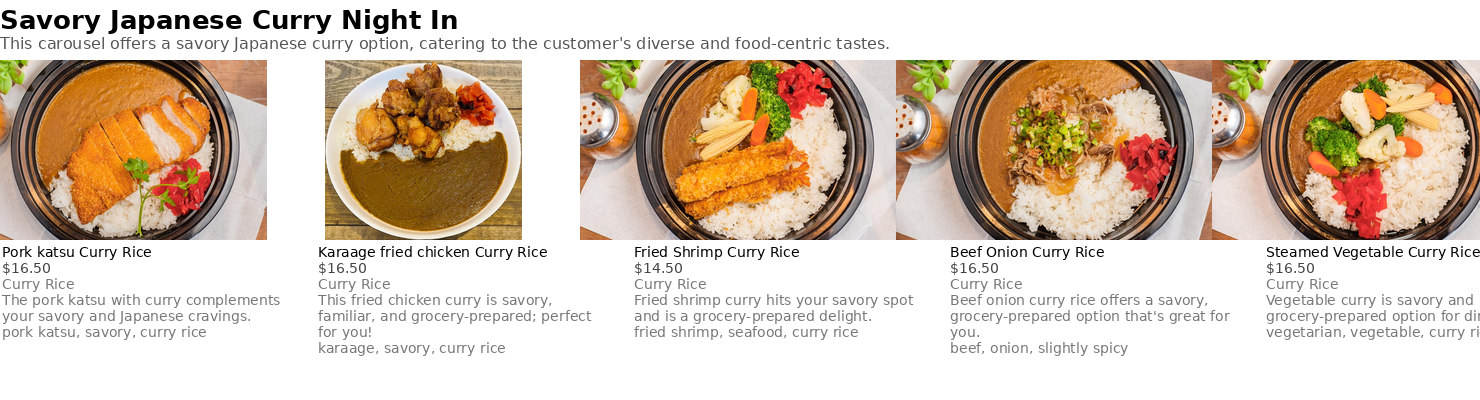 Savory Japanese Curry Night In
This carousel offers a savory Japanese curry option, catering to the customer's diverse and food-centric tastes.
Pork katsu Curry Rice
$16.50
Curry Rice
The pork katsu with curry complements
your savory and Japanese cravings.
pork katsu, savory, curry rice
Karaage fried chicken Curry Rice
$16.50
Curry Rice
This fried chicken curry is savory,
familiar, and grocery-prepared; perfect
for you!
karaage, savory, curry rice
Fried Shrimp Curry Rice
$14.50
Curry Rice
Fried shrimp curry hits your savory spot
and is a grocery-prepared delight.
fried shrimp, seafood, curry rice
Beef Onion Curry Rice
$16.50
Curry Rice
Beef onion curry rice offers a savory,
grocery-prepared option that's great for
you.
beef, onion, slightly spicy
Steamed Vegetable Curry Rice
$16.50
Curry Rice
Vegetable curry is savory and
grocery-prepared option for
vegetarian, vegetable, curry